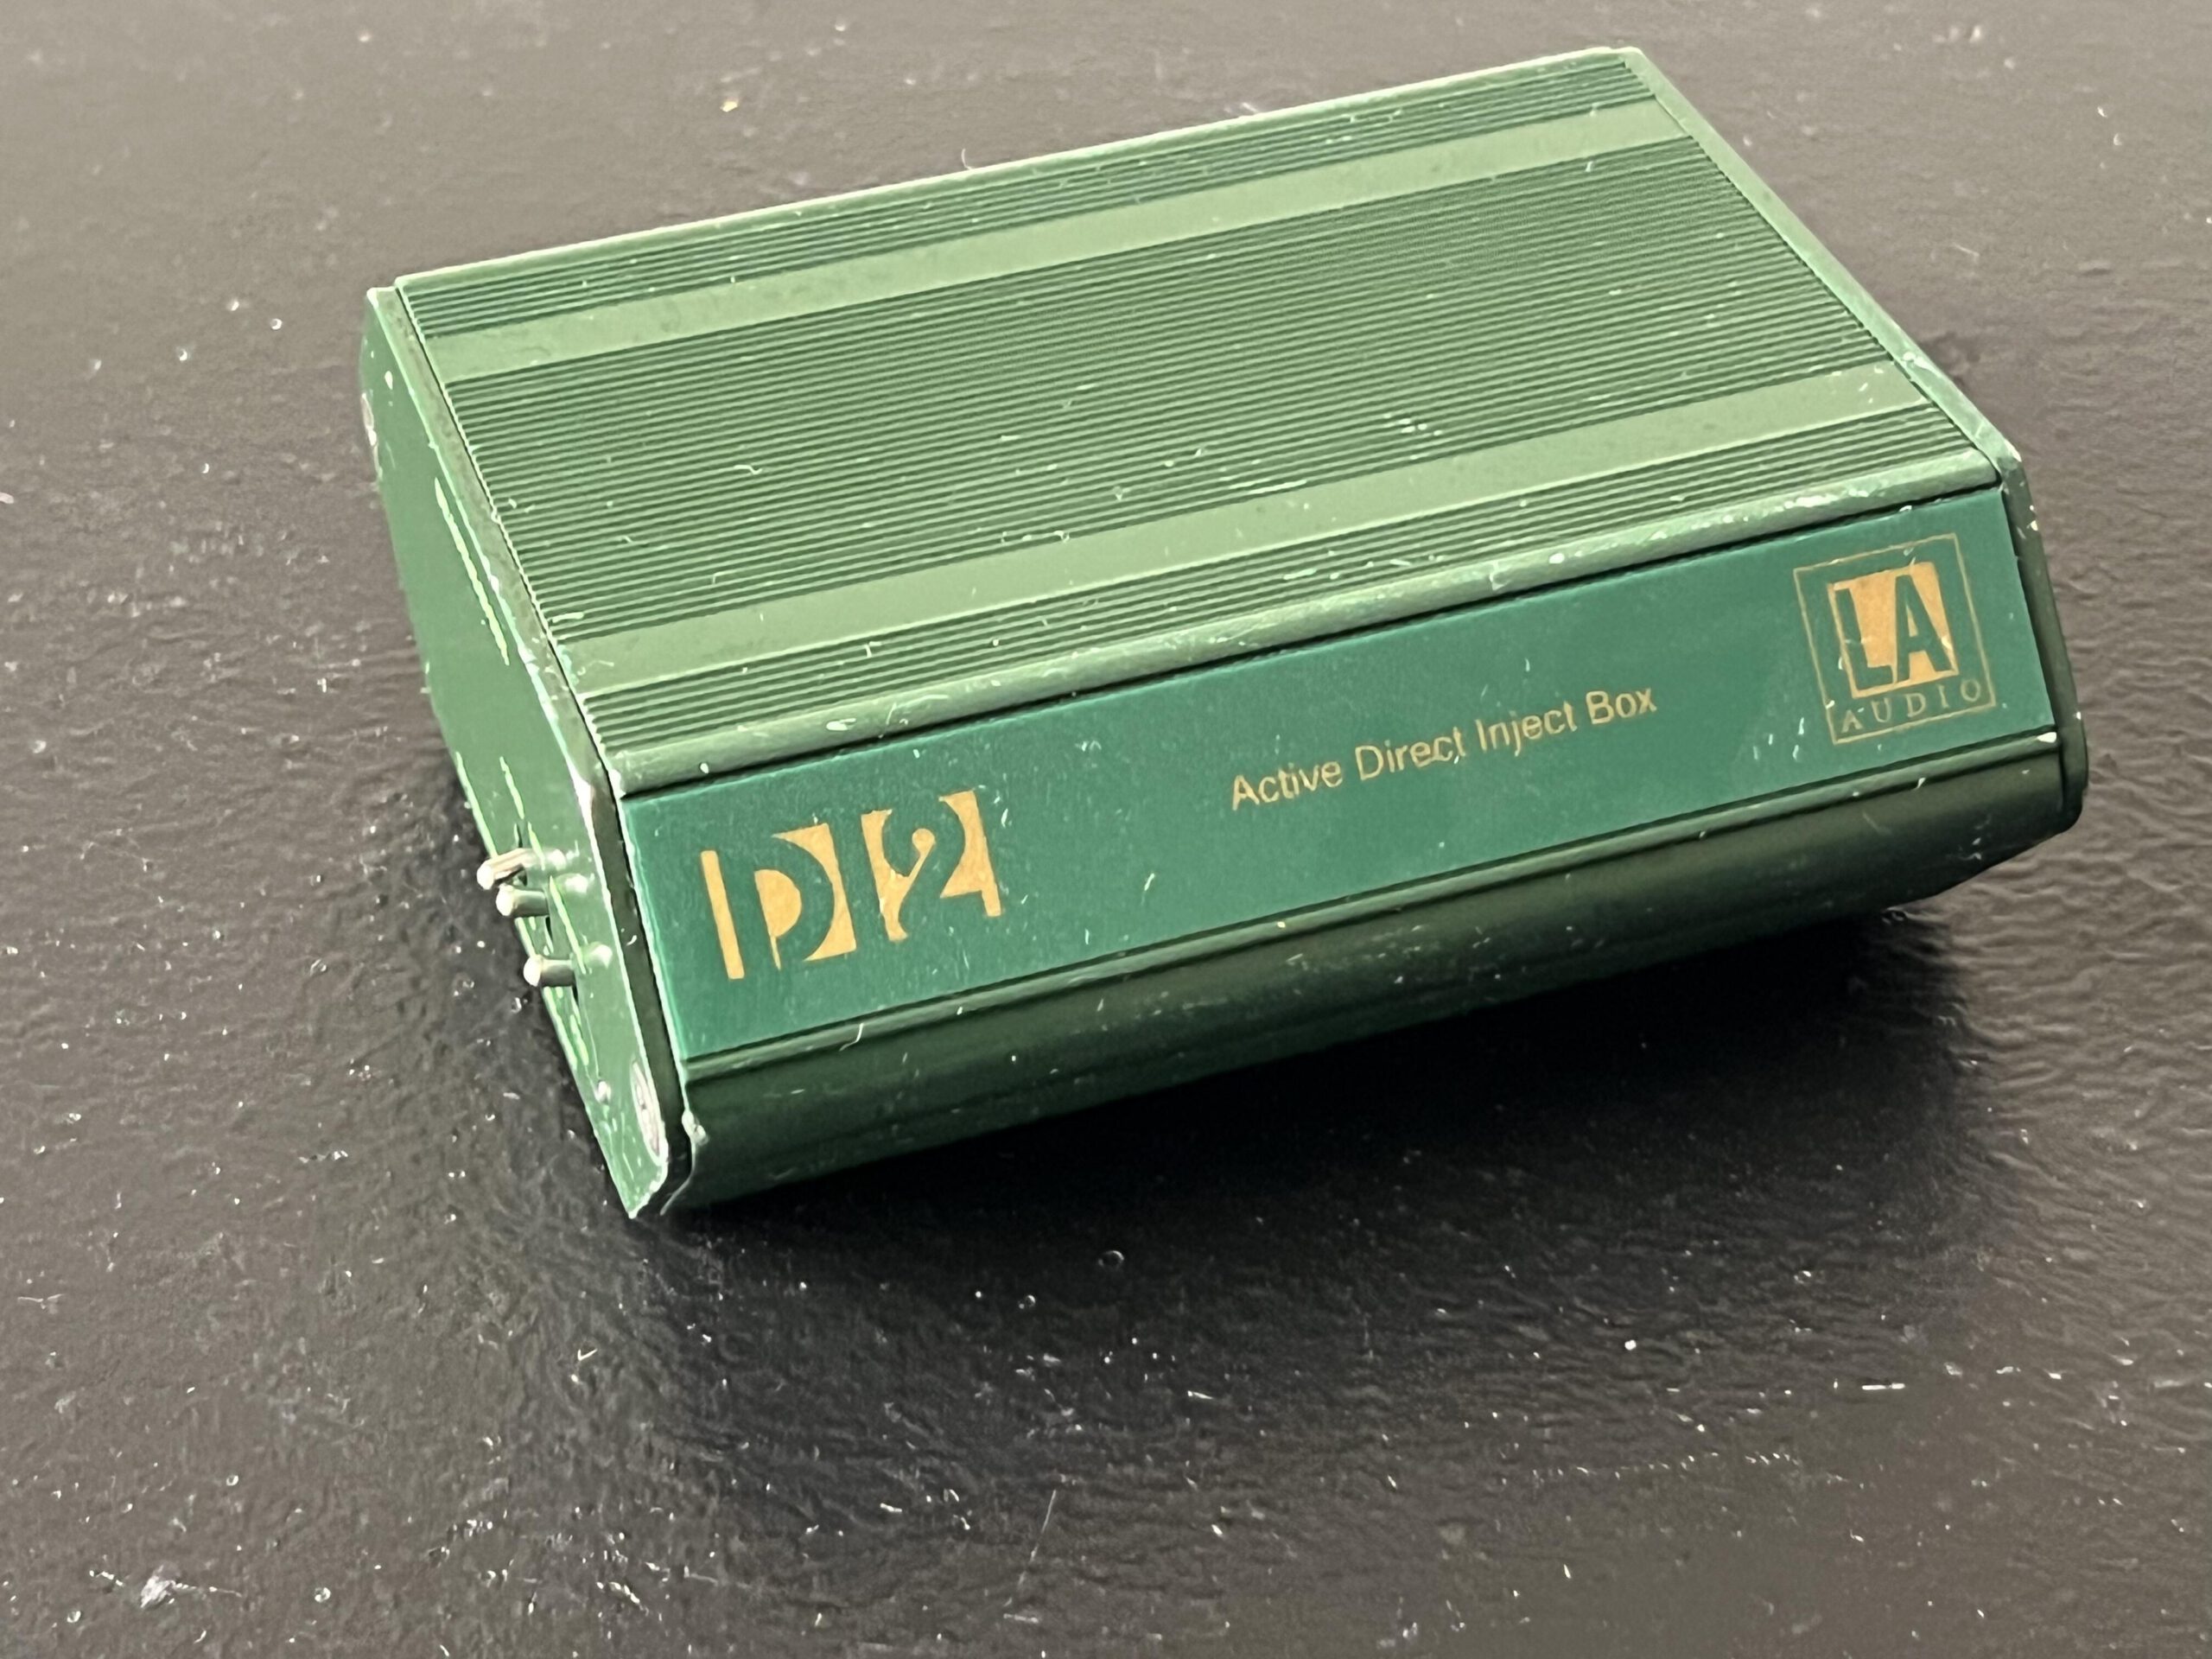 D2
Active Direct Inject Box
LA
AUDIO